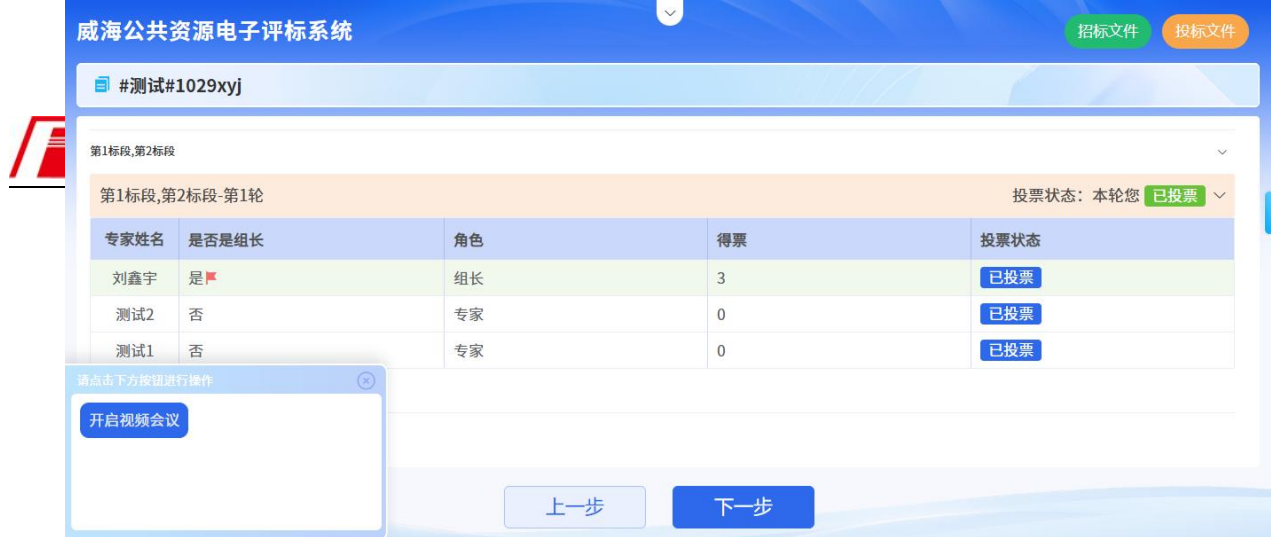 威海公共资源电子评标系统
招标文件 投标文件
#测试#1029xyj
第1标段,第2标段
第1标段,第2标段-第1轮 投票状态：本轮您 已投票
专家姓名 是否是组长 角色 得票 投票状态
刘鑫宇 是 组长 3 已投票
测试2 否 专家 0 已投票
测试1 否 专家 0 已投票
请点击下方按钮进行操作
开启视频会议
上一步 下一步